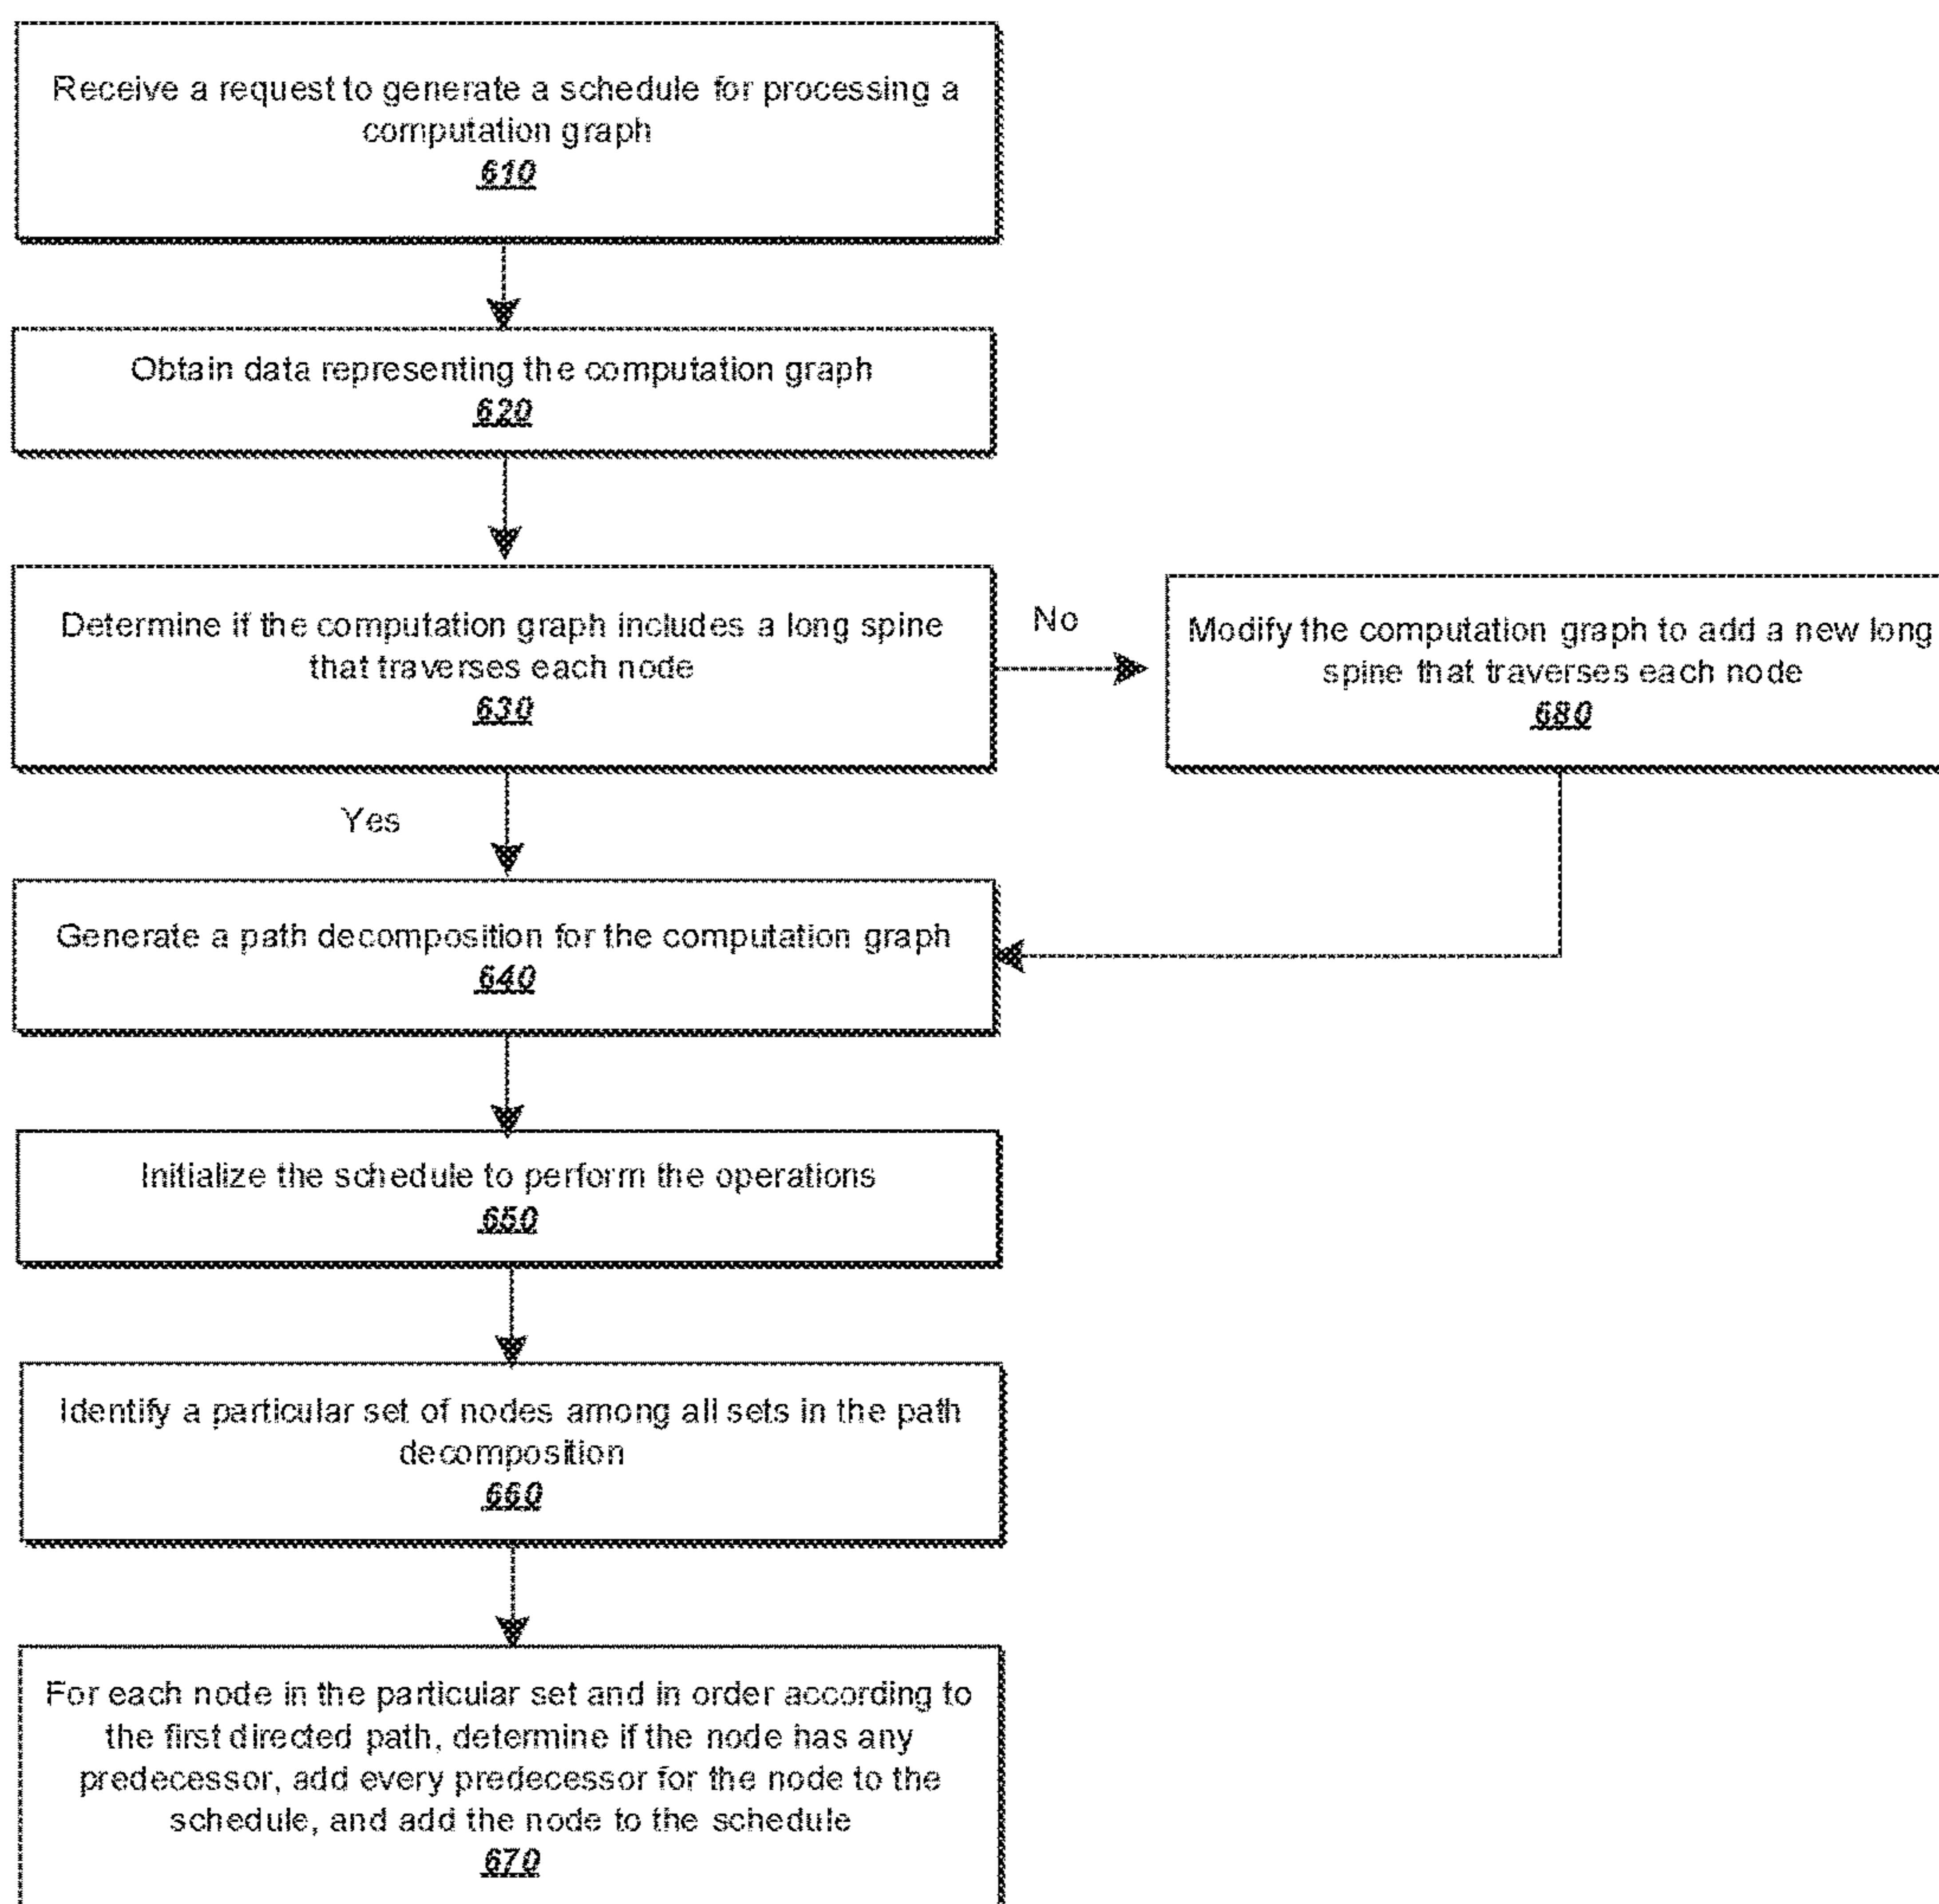 Receive a request to generate a schedule for processing a
computation graph
610
Obtain data representing the computation graph
620
Determine if the computation graph includes a long spine
that traverses each node
630
No
Modify the computation graph to add a new long
spine that traverses each node
680
Yes
Generate a path decomposition for the computation graph
640
Initialize the schedule to perform the operations
650
Identify a particular set of nodes among all sets in the path
decomposition
660
For each node in the particular set and in order according to
the first directed path, determine if the node has any
predecessor, add every predecessor for the node to the
schedule, and add the node to the schedule
670